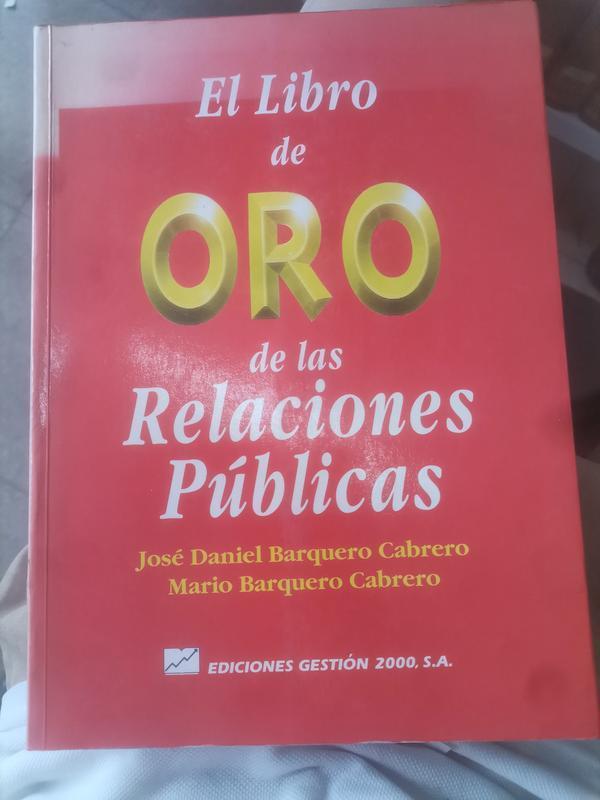 El Libro
de
ORO
de las
Relaciones
Públicas
José Daniel Barquero Cabrero
Mario Barquero Cabrero
EDICIONES GESTIÓN 2000, S.A.